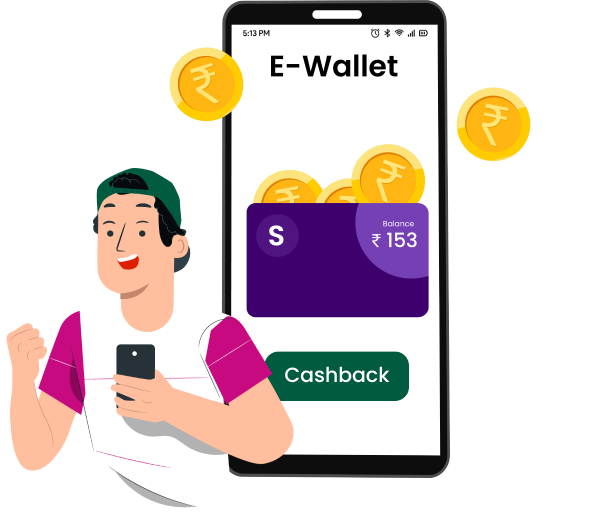 5:13 PM
E-Wallet
₹
₹
₹
₹
S
Balance
₹ 153
Cashback